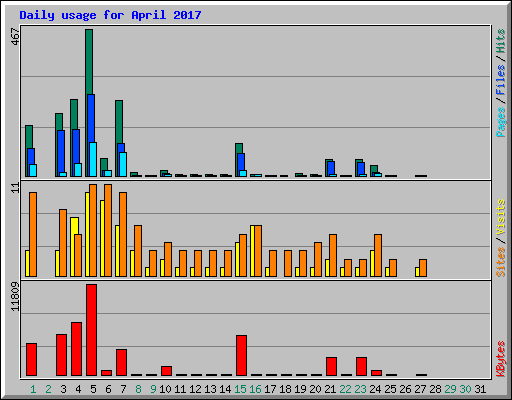 Daily usage for April 2017
467
Pages / Files / Hits
11
Sites / Visits
11809
KBytes
1 2 3 4 5 6 7 8 9 10 11 12 13 14 15 16 17 18 19 20 21 22 23 24 25 26 27 28 29 30 31